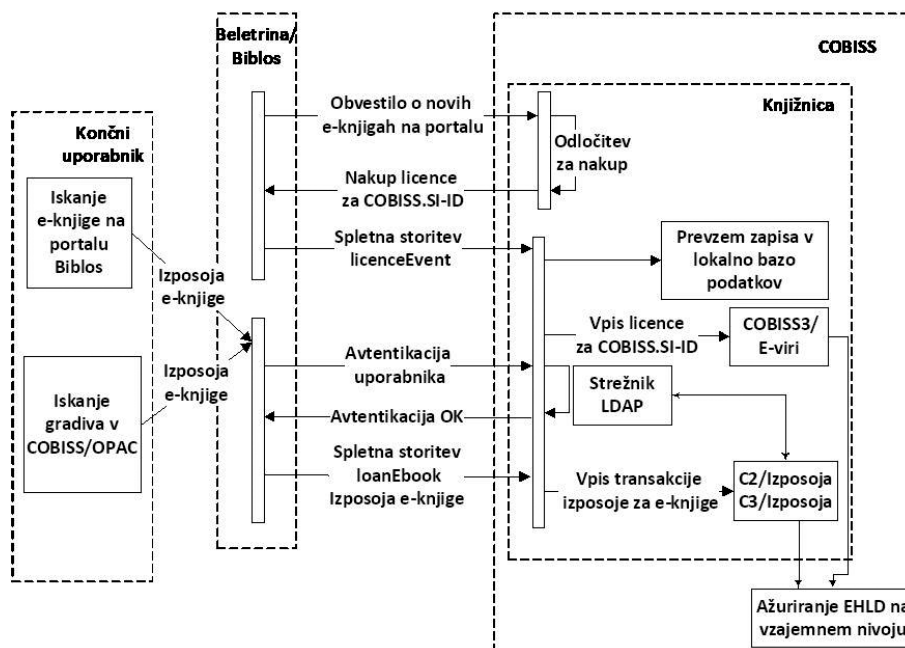 Beletrina/
Biblos
COBISS
Knjižnica
Končni
uporabnik
Obvestilo o novih
e-knjigah na portalu
Odločitev
za nakup
Nakup licence
za COBISS.SI-ID
Iskanje
e-knjige na
portalu
Biblos
Spletna storitev
licenceEvent
Prevzem zapisa v
lokalno bazo
podatkov
Izposoja
e-knjige
Vpis licence
za COBISS.SI-ID
COBISS3/
E-viri
Izposoja
e-knjige
Avtentikacija
uporabnika
Strežnik
LDAP
Iskanje
gradiva v
COBISS/OPAC
Avtentikacija OK
Spletna storitev
loanEbook
Izposoja e-knjige
Vpis transakcije
izposoje za e-knjige
C2/Izposoja
C3/Izposoja
Ažuriranje EHLD na
vzajemnem nivoju